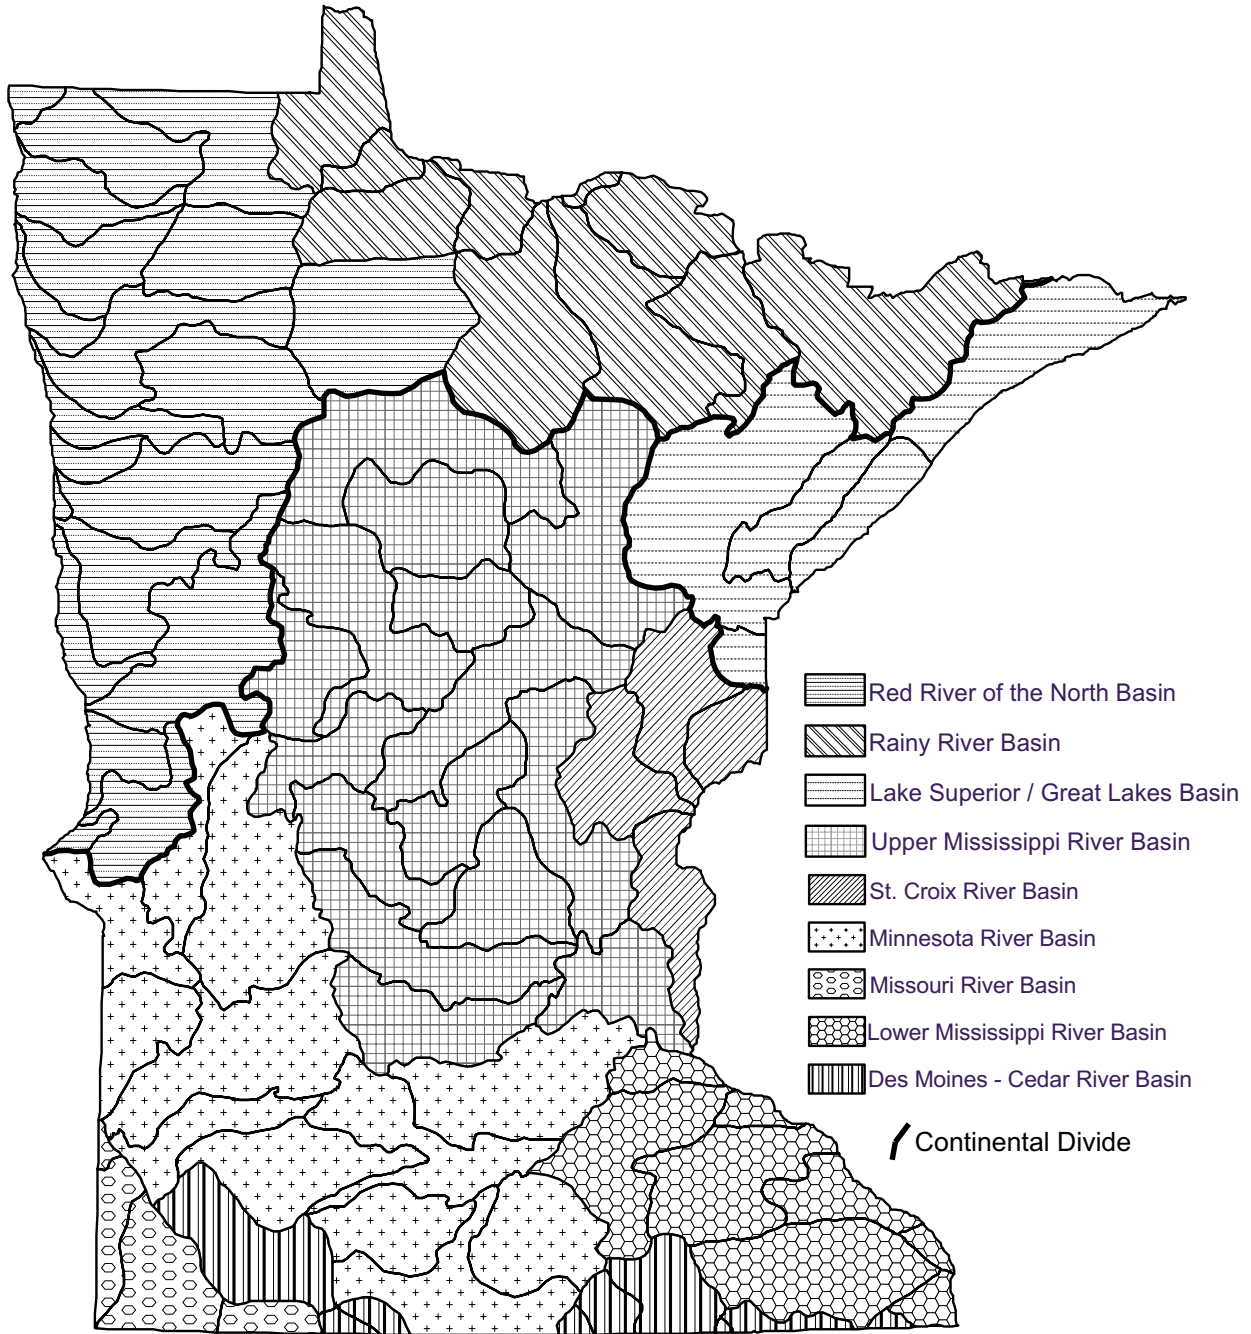 Red River of the North Basin
Rainy River Basin
Lake Superior / Great Lakes Basin
Upper Mississippi River Basin
St. Croix River Basin
Minnesota River Basin
Missouri River Basin
Lower Mississippi River Basin
Des Moines - Cedar River Basin
Continental Divide